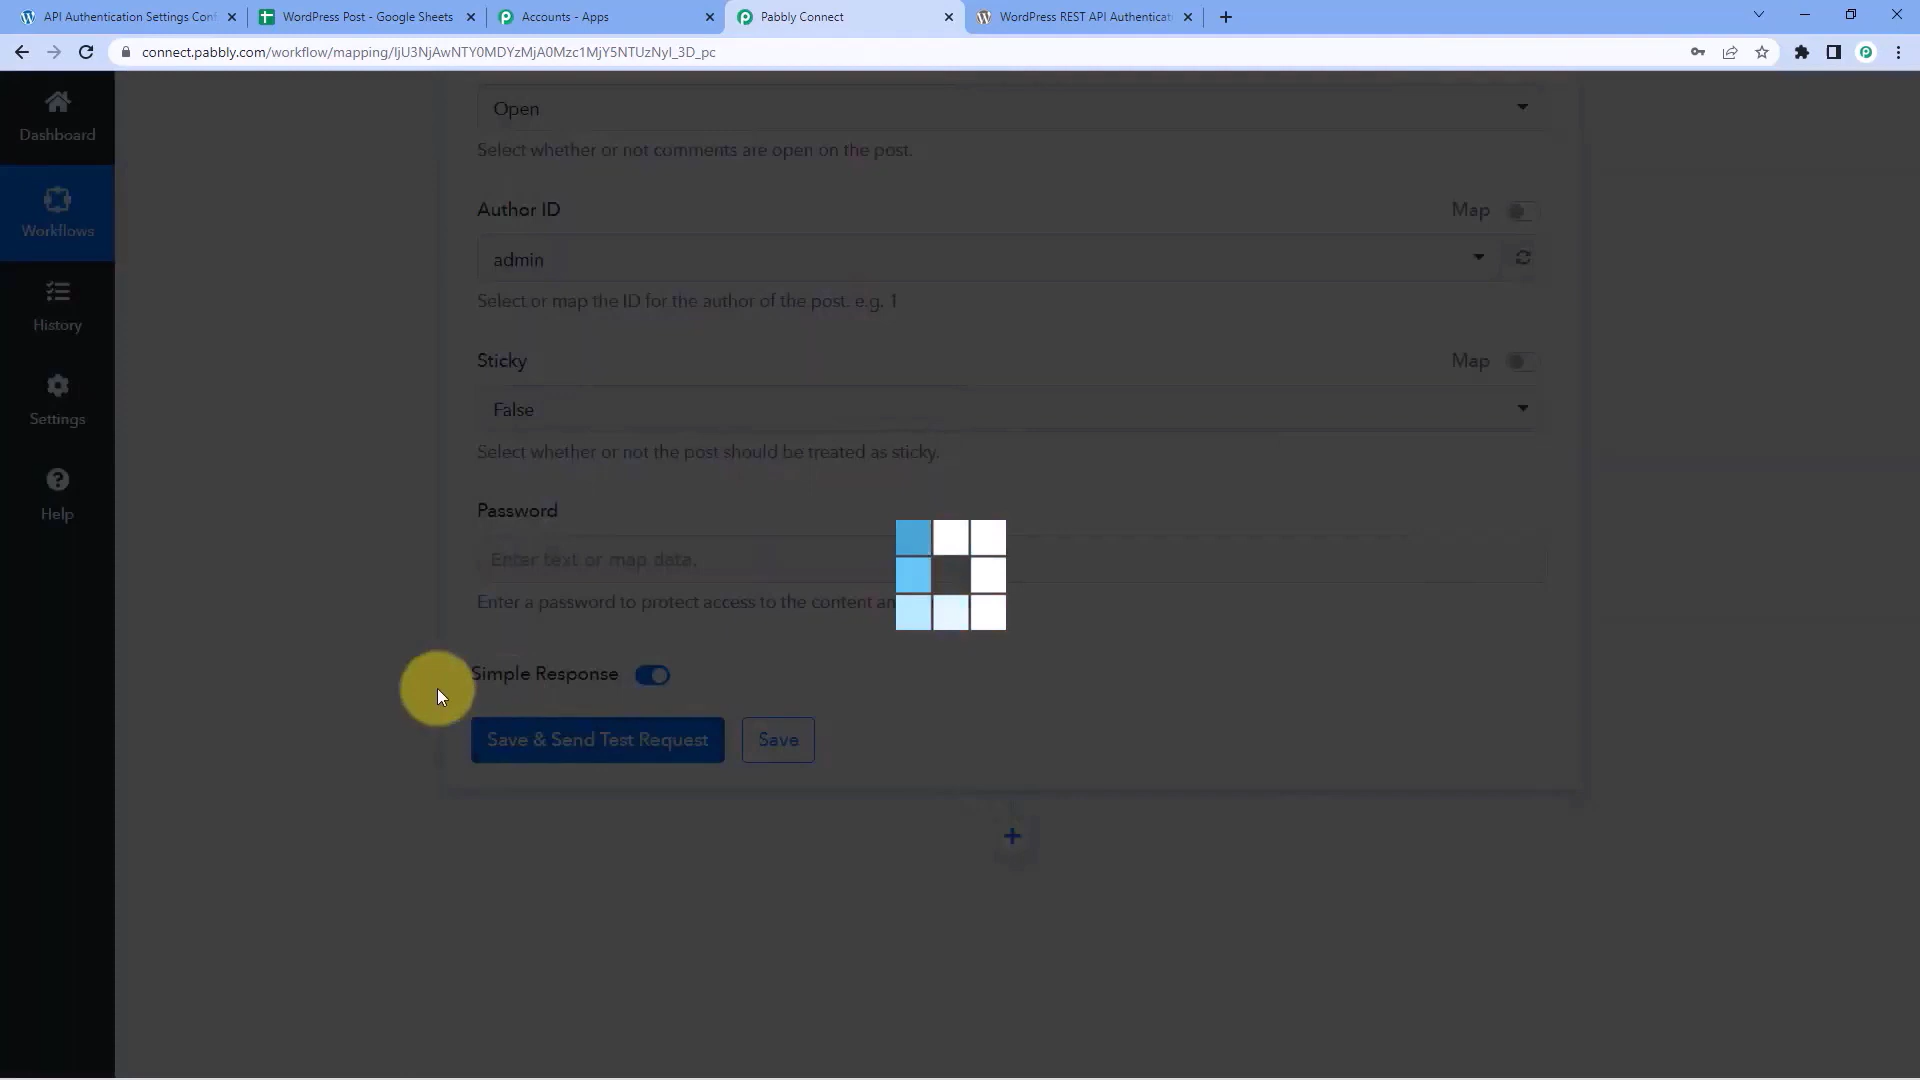 API Authentication Settings Conf
WordPress Post - Google Sheets
Accounts - Apps
Pabbly Connect
WordPress REST API Authenticat
connect.pabbly.com/workflow/mapping/IjU3NjAwNTY0MDYzMjA0Mzc1MjY5NTUzNyI_3D_pc
Dashboard
Workflows
History
Settings
Help
Open
Select whether or not comments are open on the post.
Author ID
Map
admin
Select or map the ID for the author of the post. e.g. 1
Sticky
Map
False
Select whether or not the post should be treated as sticky.
Password
Enter text or map data.
Enter a password to protect access to the content an
Simple Response
Save & Send Test Request
Save